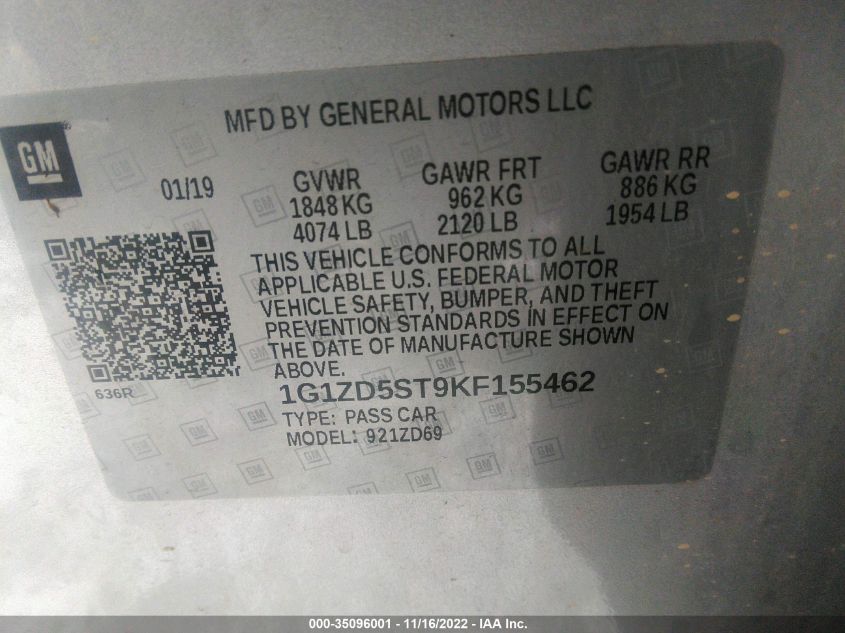 MFD BY GENERAL MOTORS LLC
GM
01/19
GVWR
1848 KG
4074 LB
GAWR FRT
962 KG
2120 LB
GAWR RR
886 KG
1954 LB
THIS VEHICLE CONFORMS TO ALL
APPLICABLE U.S. FEDERAL MOTOR
VEHICLE SAFETY, BUMPER, AND THEFT
PREVENTION STANDARDS IN EFFECT ON
THE DATE OF MANUFACTURE SHOWN
ABOVE.
636R
1G1ZD5ST9KF155462
TYPE: PASS CAR
MODEL: 921ZD69
000-35096001 - 11/16/2022 - IAA Inc.